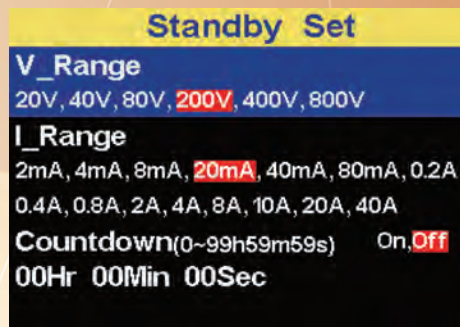 Standby Set
V_Range
20V, 40V, 80V, 200V, 400V, 800V
I_Range
2mA, 4mA, 8mA, 20mA, 40mA, 80mA, 0.2A
0.4A, 0.8A, 2A, 4A, 8A, 10A, 20A, 40A
Countdown(0~99h59m59s) On,Off
00Hr 00Min 00Sec